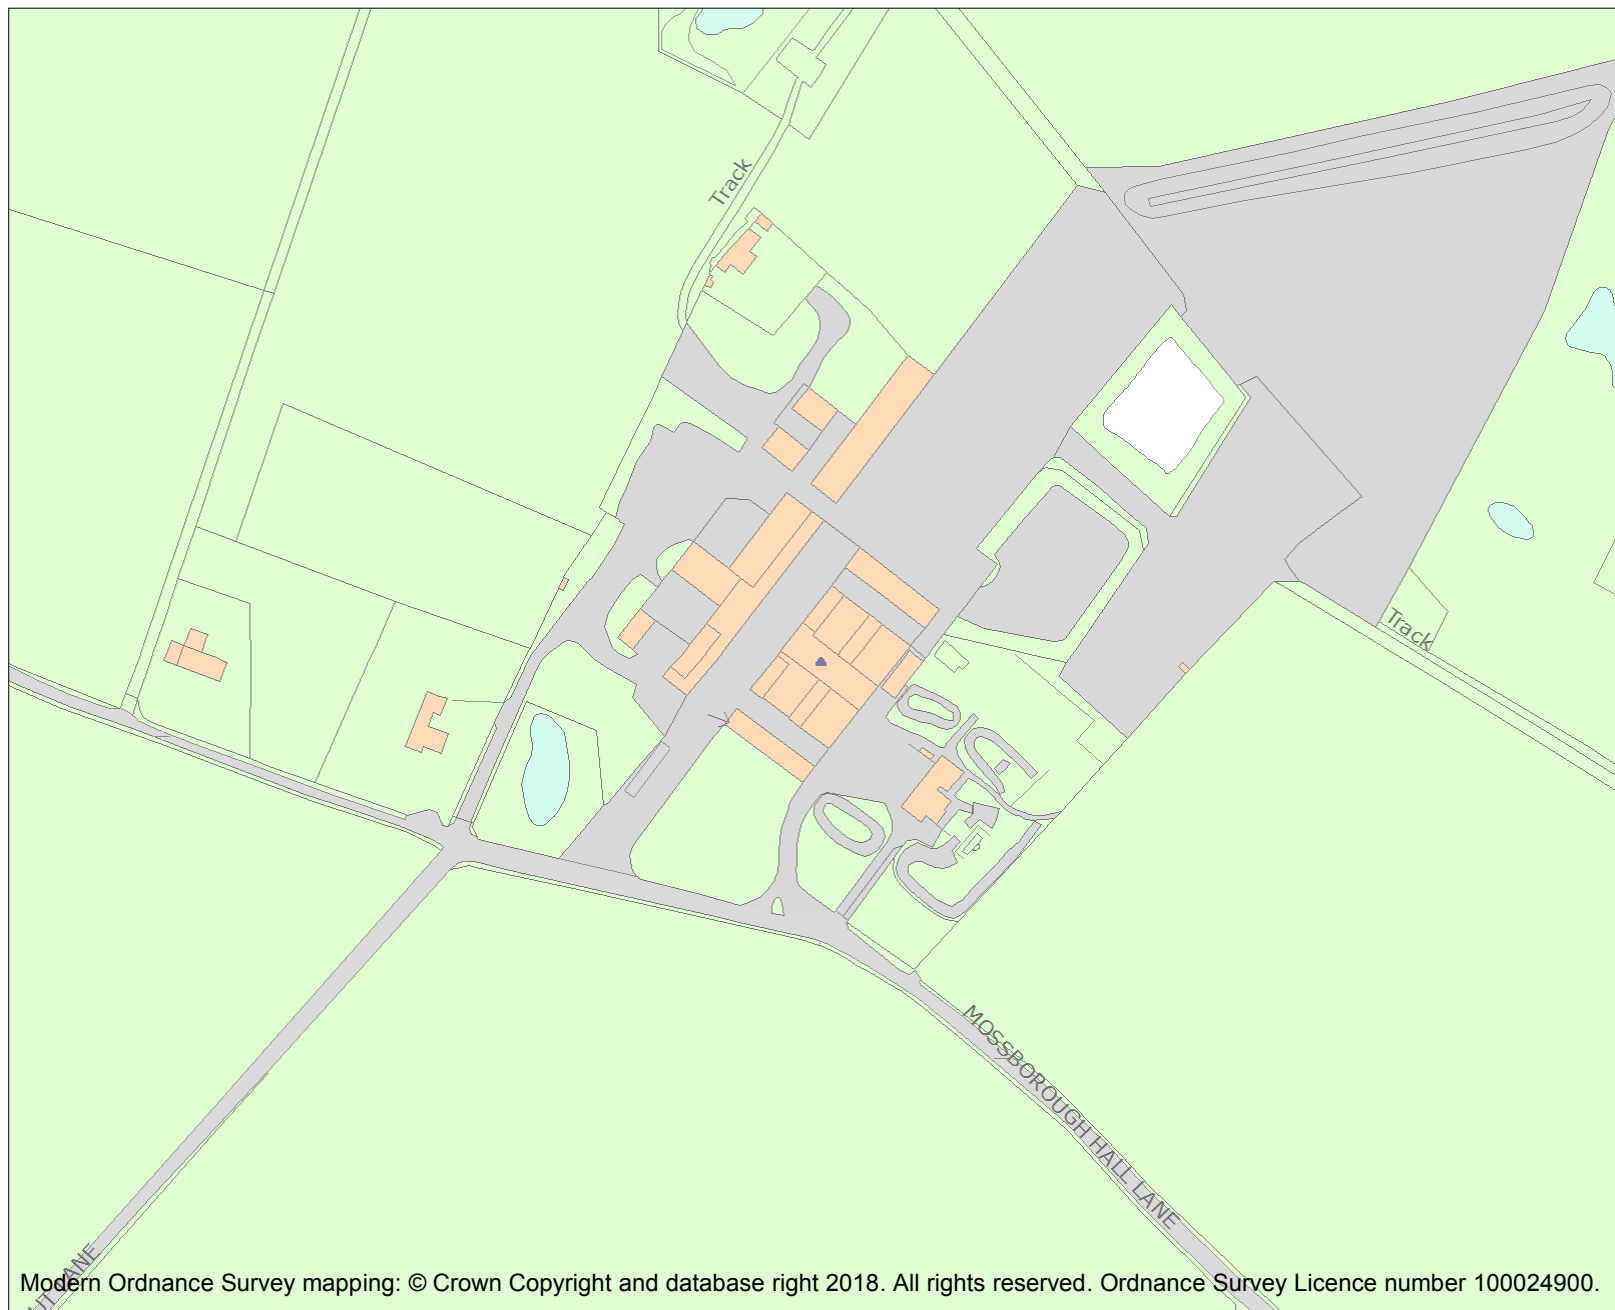 Track
Track
MOSSBOROUGH HALL LANE
LANE
Modern Ordnance Survey mapping: © Crown Copyright and database right 2018. All rights reserved. Ordnance Survey Licence number 100024900.